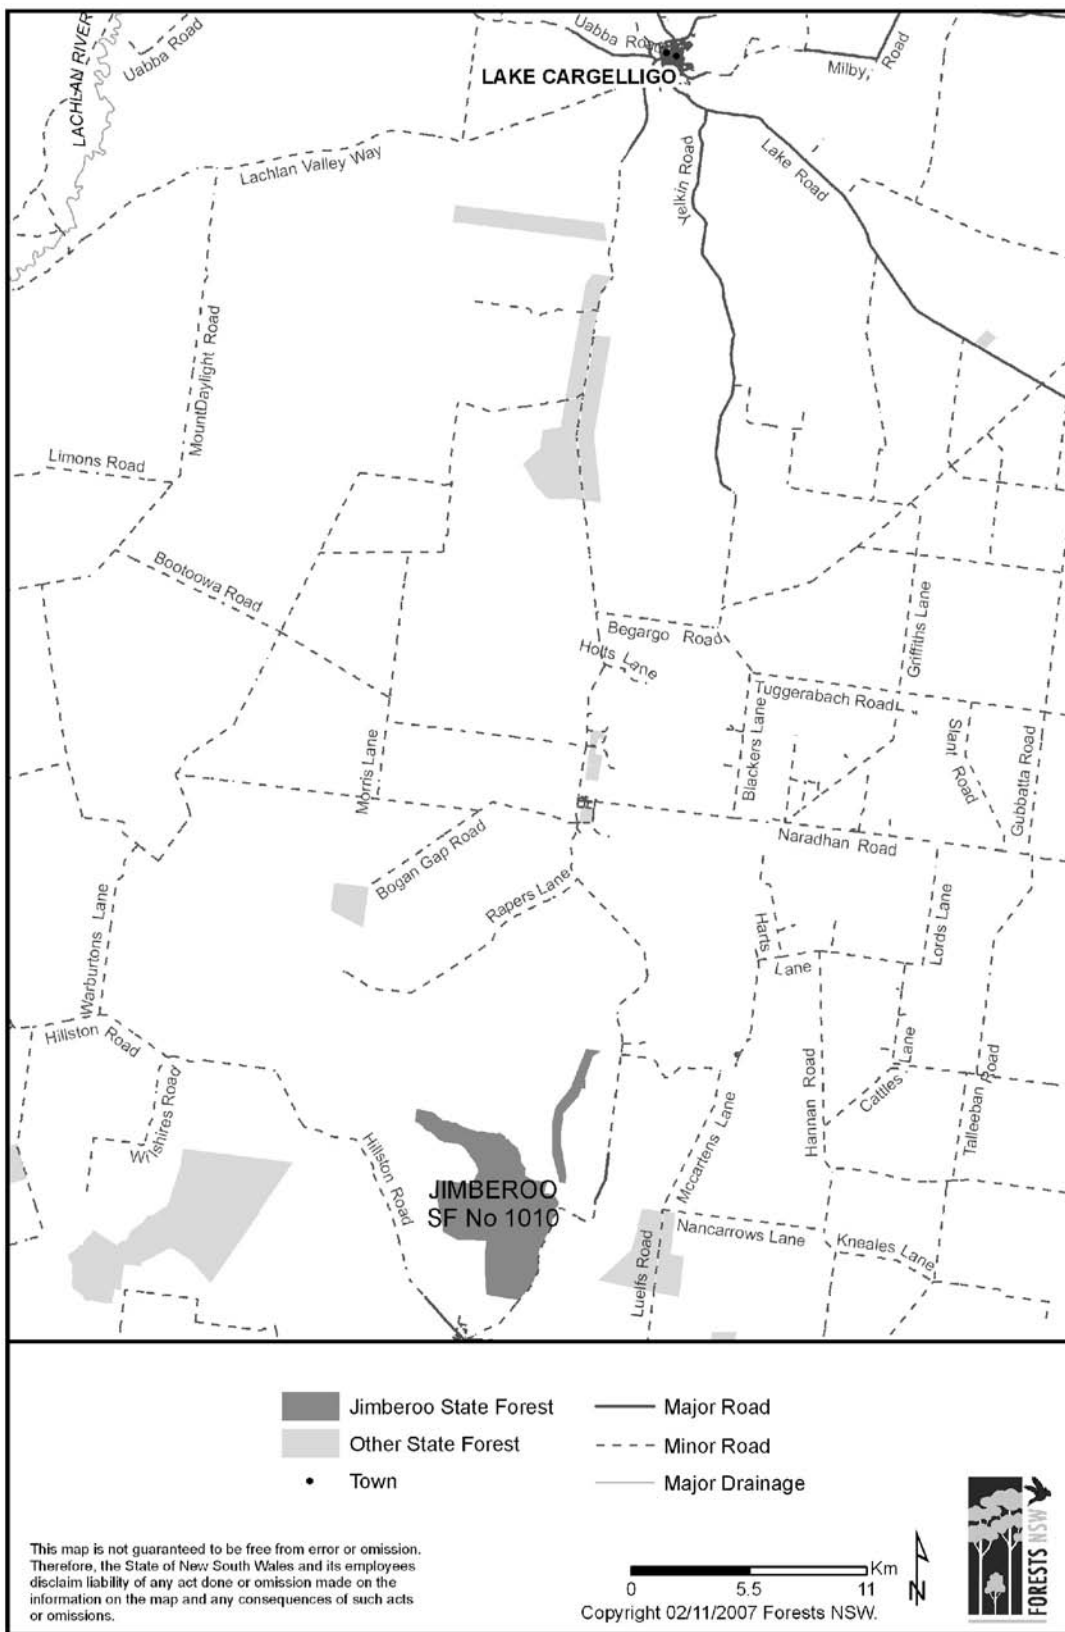 Uabba Road
LACHLAN RIVER
Uabba Road
LAKE CARGELLIGO
Milby
Road
Lachlan Valley Way
Yelkin Road
Lake Road
MountDaylight Road
Limons Road
Bootoowa Road
Begargo Road
Holts Lane
Griffiths Lane
Tuggerabach Road
Blackers Lane
Slant Road
Gubbatta Road
Morris Lane
Naradhan Road
Bogan Gap Road
Rapers Lane
Harts
Lane
Lords Lane
Warburtons Lane
Hillston Road
Wilshires Road
Hannan Road
Cattles Lane
Talleeban Road
Mccartens Lane
Hillston Road
JIMBEROO
SF No 1010
Nancarrows Lane
Kneales Lane
Luelfs Road
Jimberoo State Forest
Other State Forest
Town
Major Road
Minor Road
Major Drainage
This map is not guaranteed to be free from error or omission.
Therefore, the State of New South Wales and its employees
disclaim liability of any act done or omission made on the
information on the map and any consequences of such acts
or omissions.
Km
0 5.5 11
Copyright 02/11/2007 Forests NSW.
N
FORESTS NSW